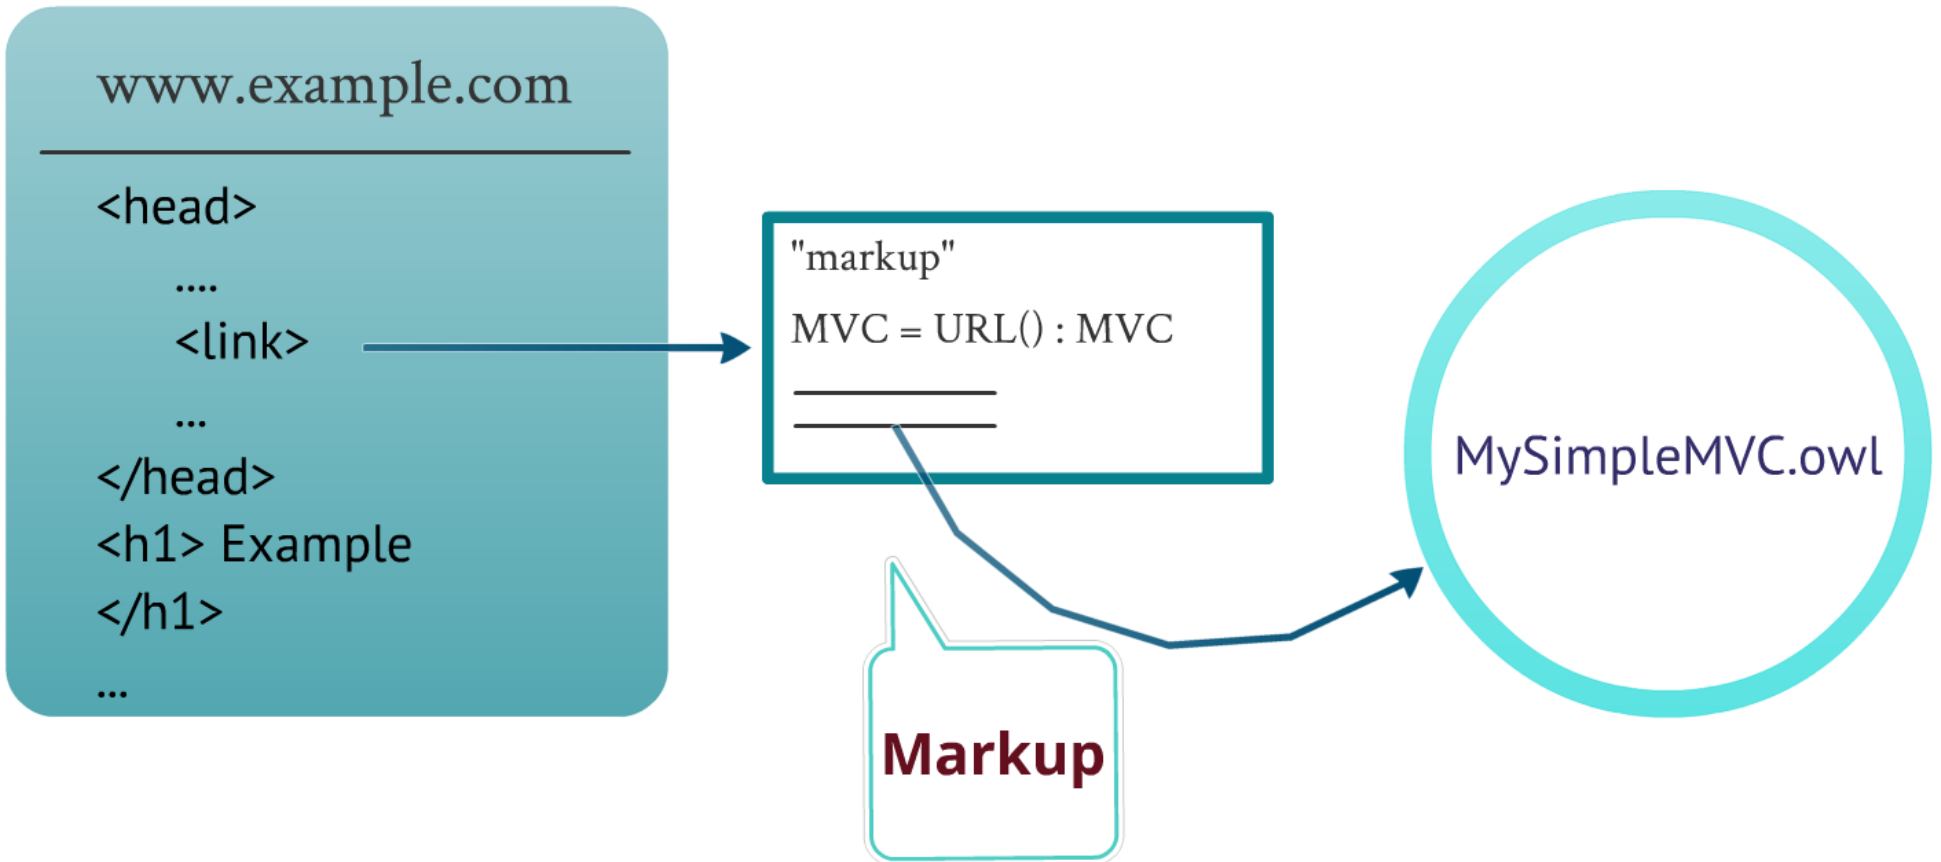 www.example.com
<head>
....
<link>
...
</head>
<h1> Example
</h1>
...
"markup"
MVC = URL() : MVC
Markup
MySimpleMVC.owl